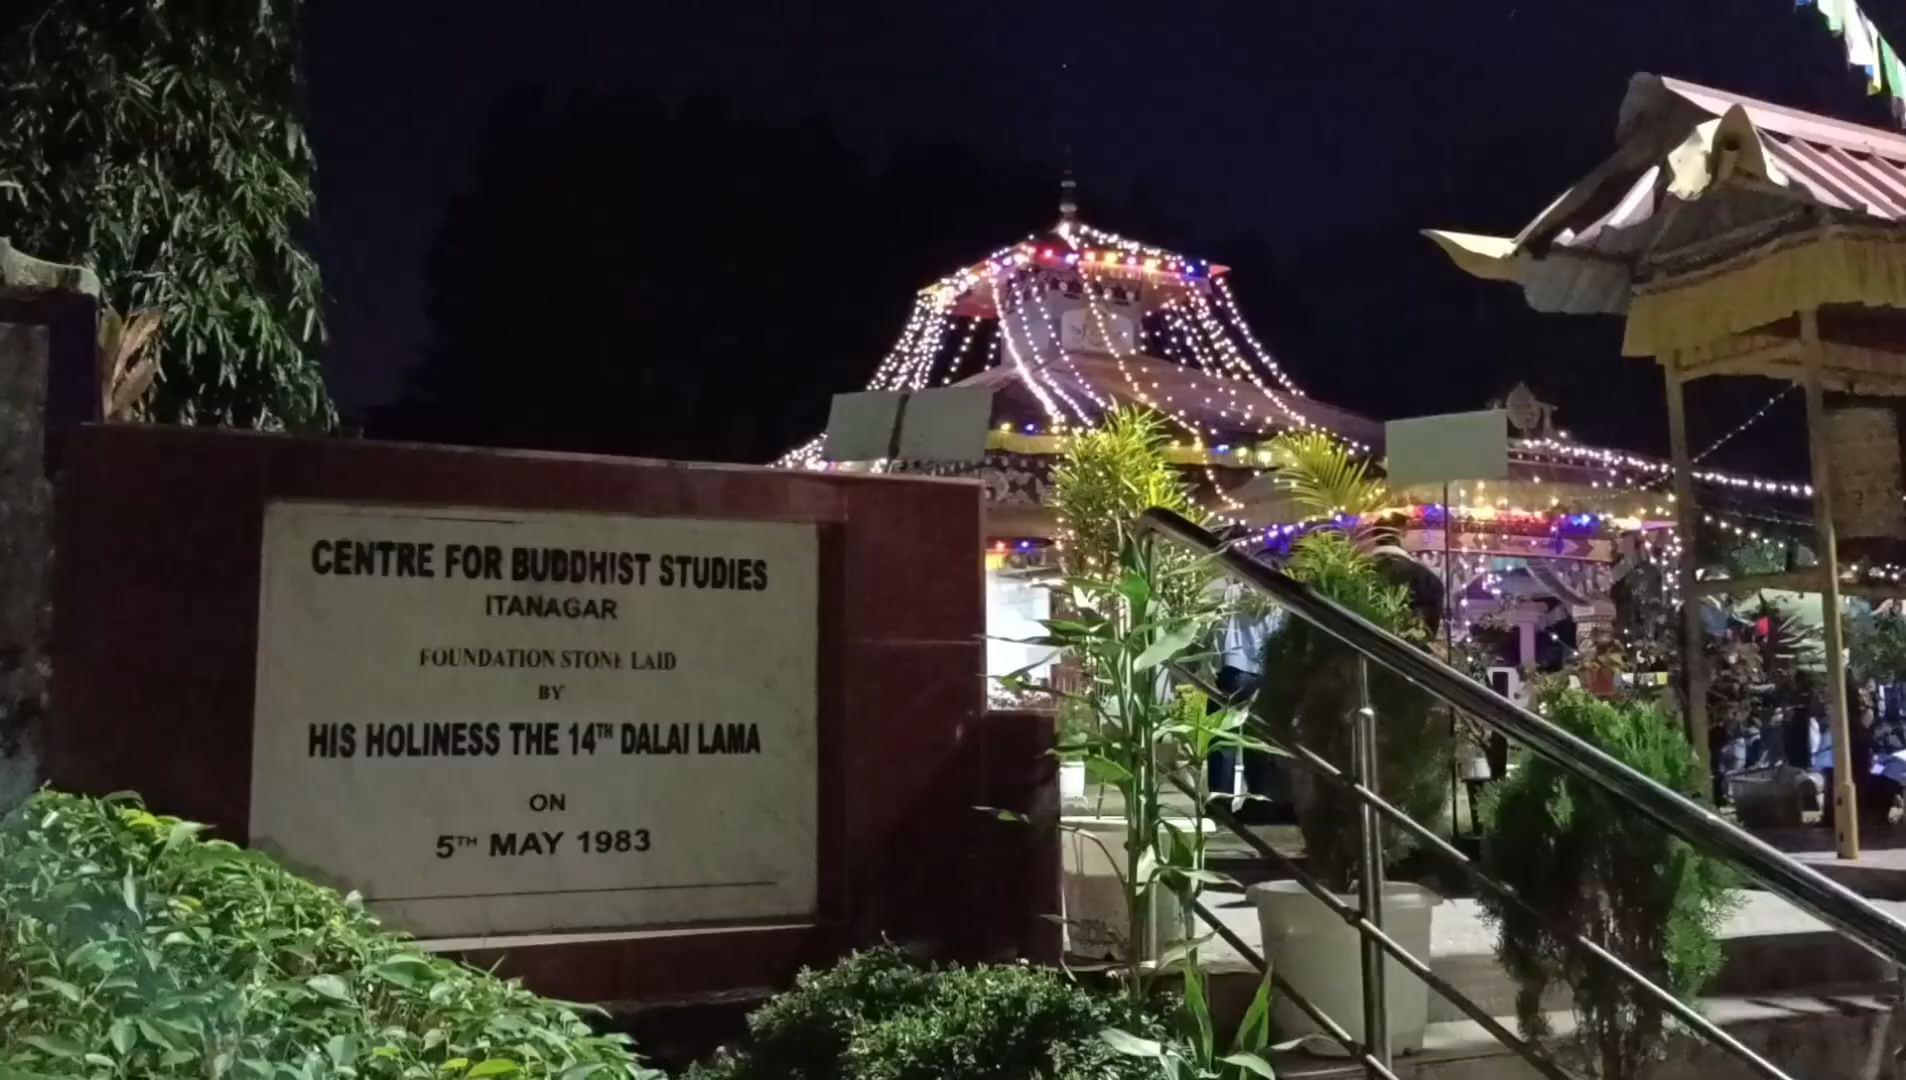 CENTRE FOR BUDDHIST STUDIES
ITANAGAR
FOUNDATION STONE LAID
BY
HIS HOLINESS THE 14TH DALAI LAMA
ON
5TH MAY 1983